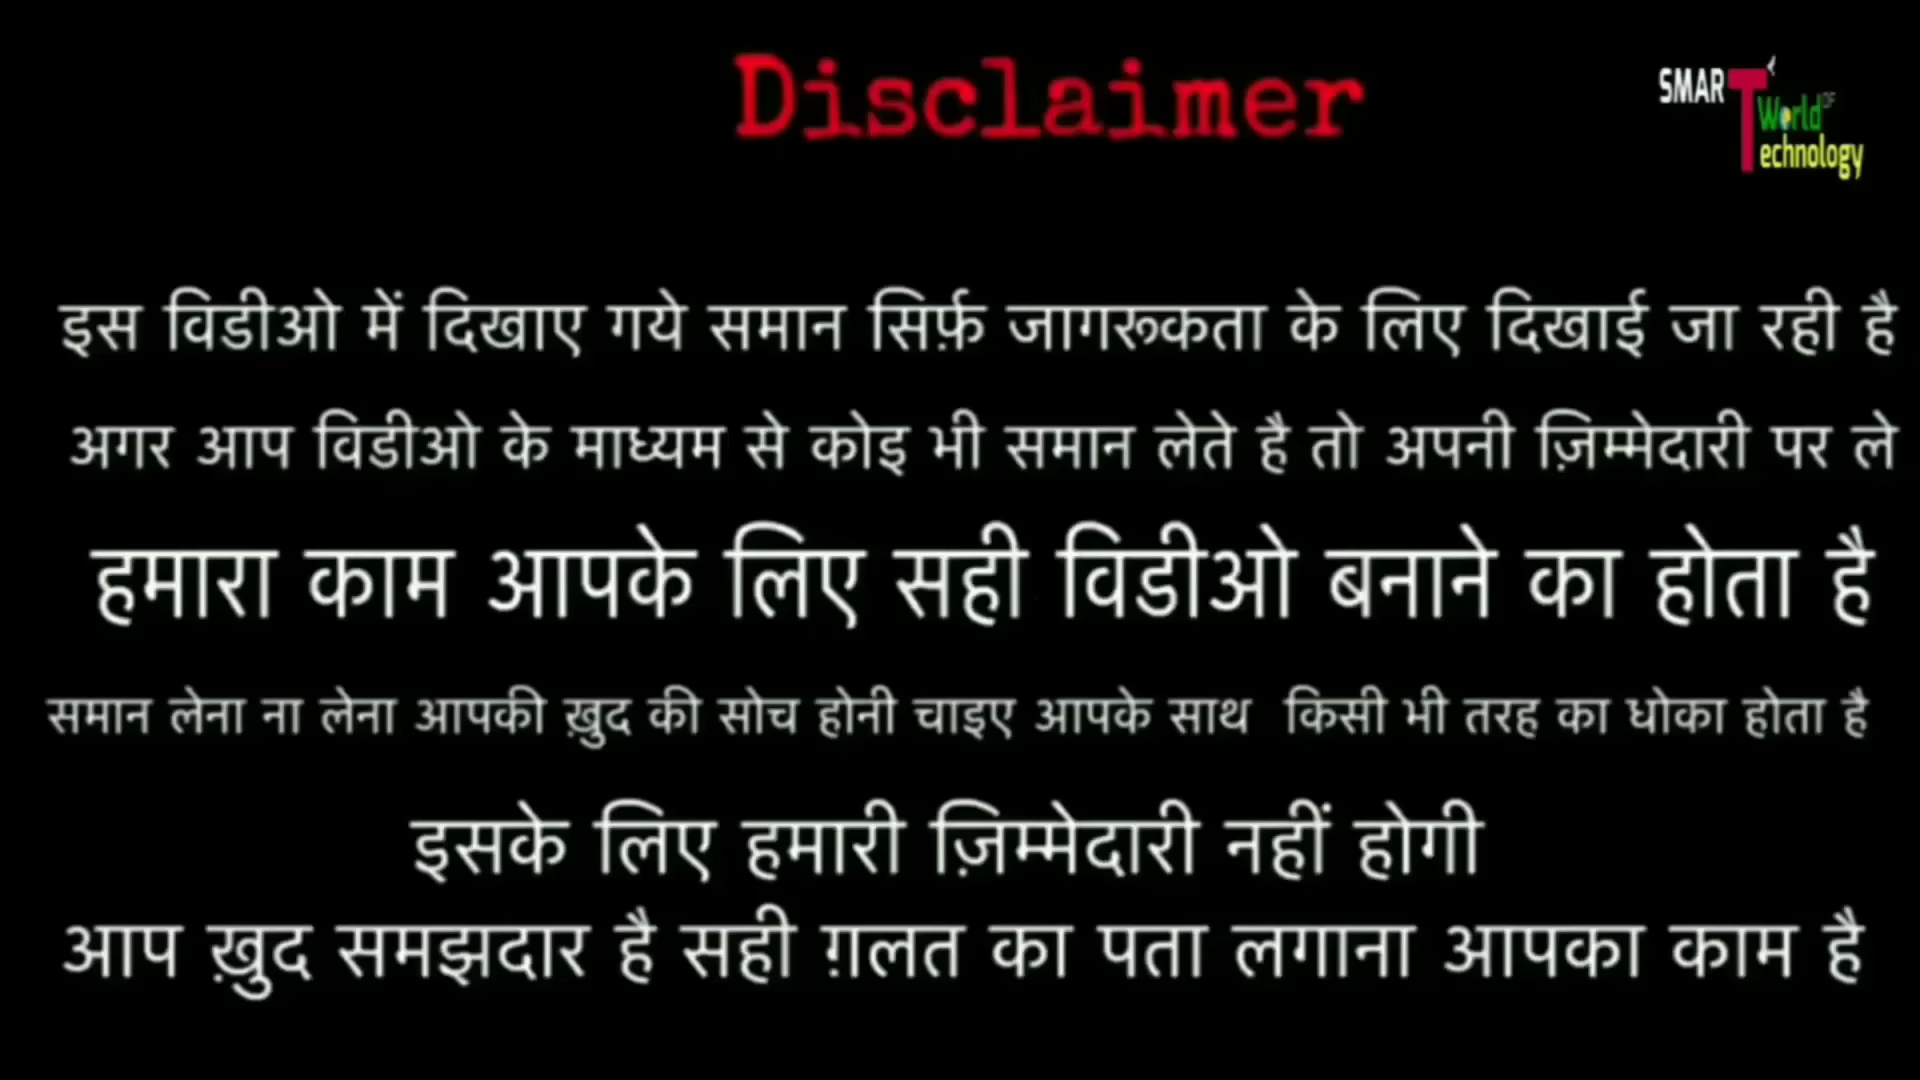 Disclaimer
SMART
World OF
Technology
इस विडीओ में दिखाए गये समान सिर्फ़ जागरूकता के लिए दिखाई जा रही है
अगर आप विडीओ के माध्यम से कोइ भी समान लेते है तो अपनी ज़िम्मेदारी पर ले
हमारा काम आपके लिए सही विडीओ बनाने का होता है
समान लेना ना लेना आपकी ख़ुद की सोच होनी चाइए आपके साथ किसी भी तरह का धोका होता है
इसके लिए हमारी ज़िम्मेदारी नहीं होगी
आप ख़ुद समझदार है सही ग़लत का पता लगाना आपका काम है